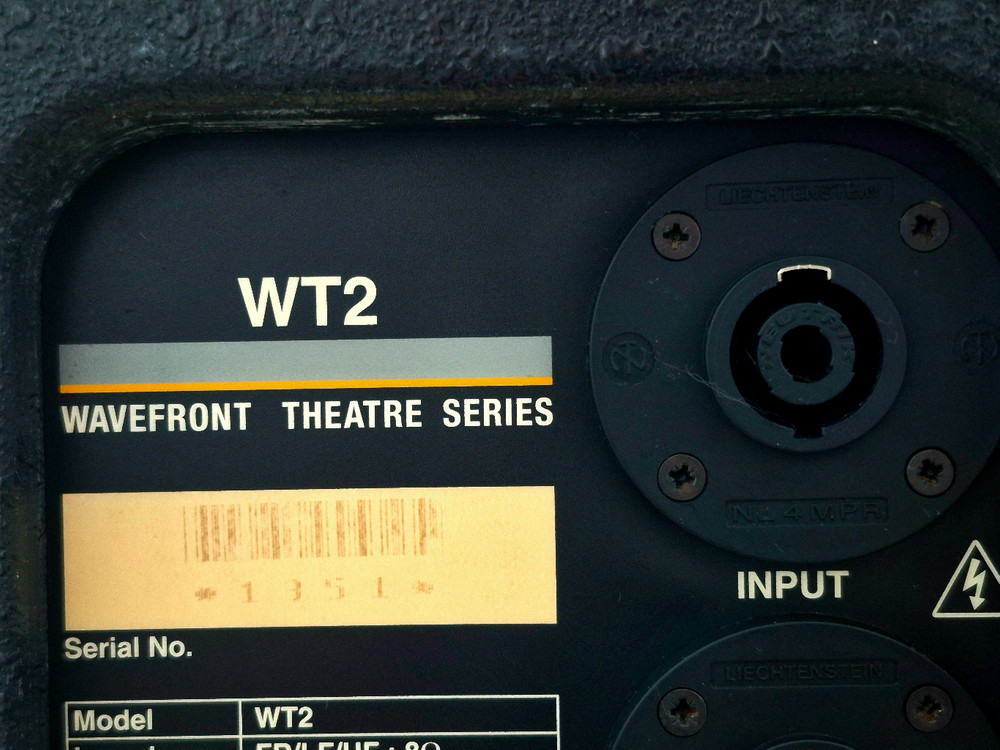 LIECHTENSTEIN
WT2
WAVEFRONT THEATRE SERIES
*1351*
NL4MPR
INPUT
Serial No.
LIECHTENSTEIN
Model WT2